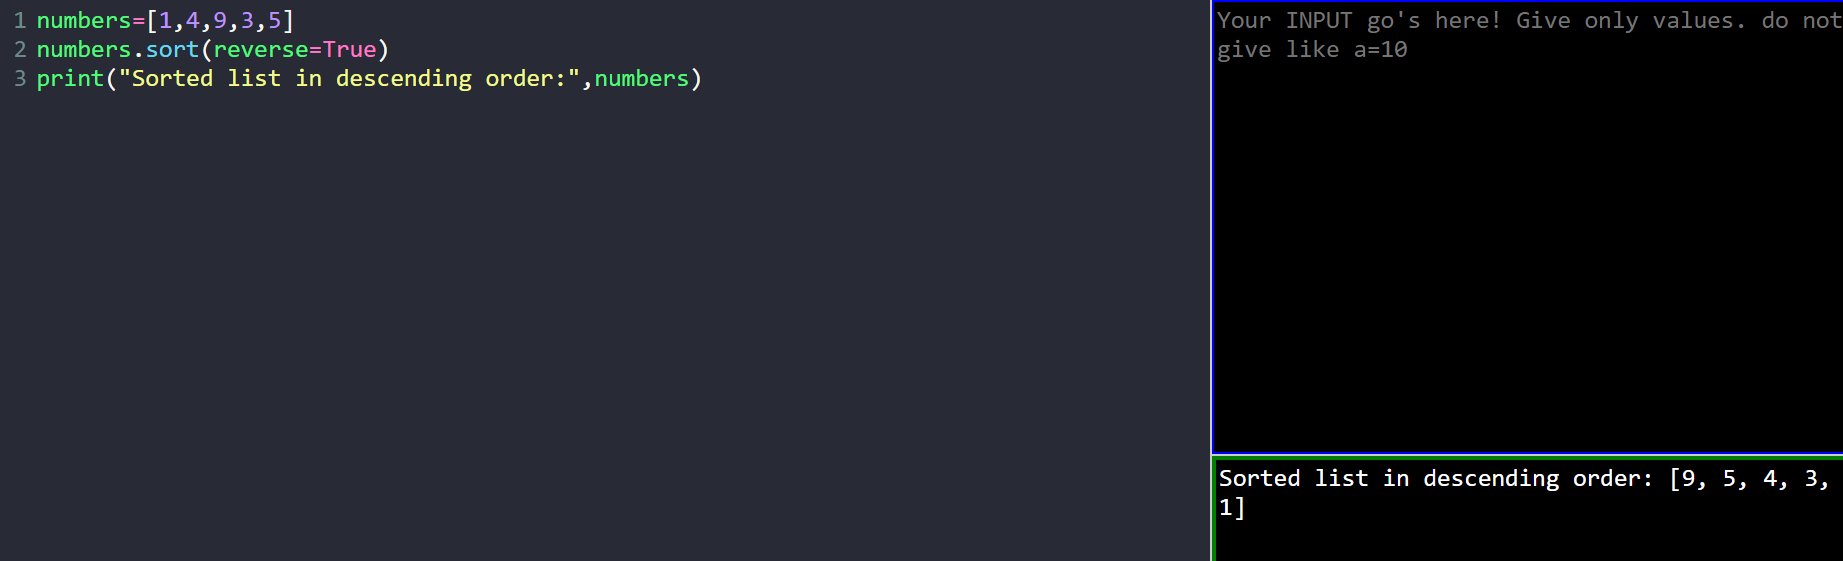 1 numbers=[1,4,9,3,5]
2 numbers.sort(reverse=True)
3 print("Sorted list in descending order:",numbers)
Your INPUT go's here! Give only values. do not
give like a=10
Sorted list in descending order: [9, 5, 4, 3,
1]